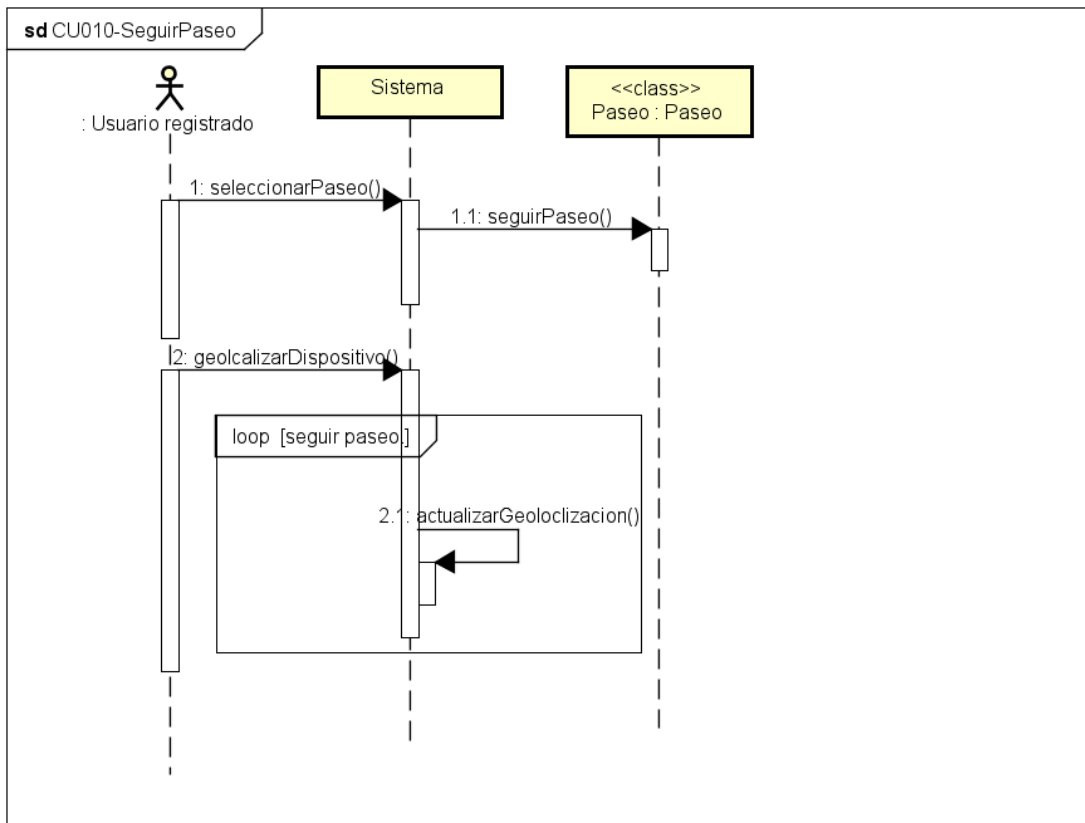 sd CU010-SeguirPaseo
: Usuario registrado
Sistema
<<class>>
Paseo : Paseo
1: seleccionarPaseo()
1.1: seguirPaseo()
2: geolcalizarDispositivo()
loop [seguir paseo.]
2.1: actualizarGeoloclizacion()